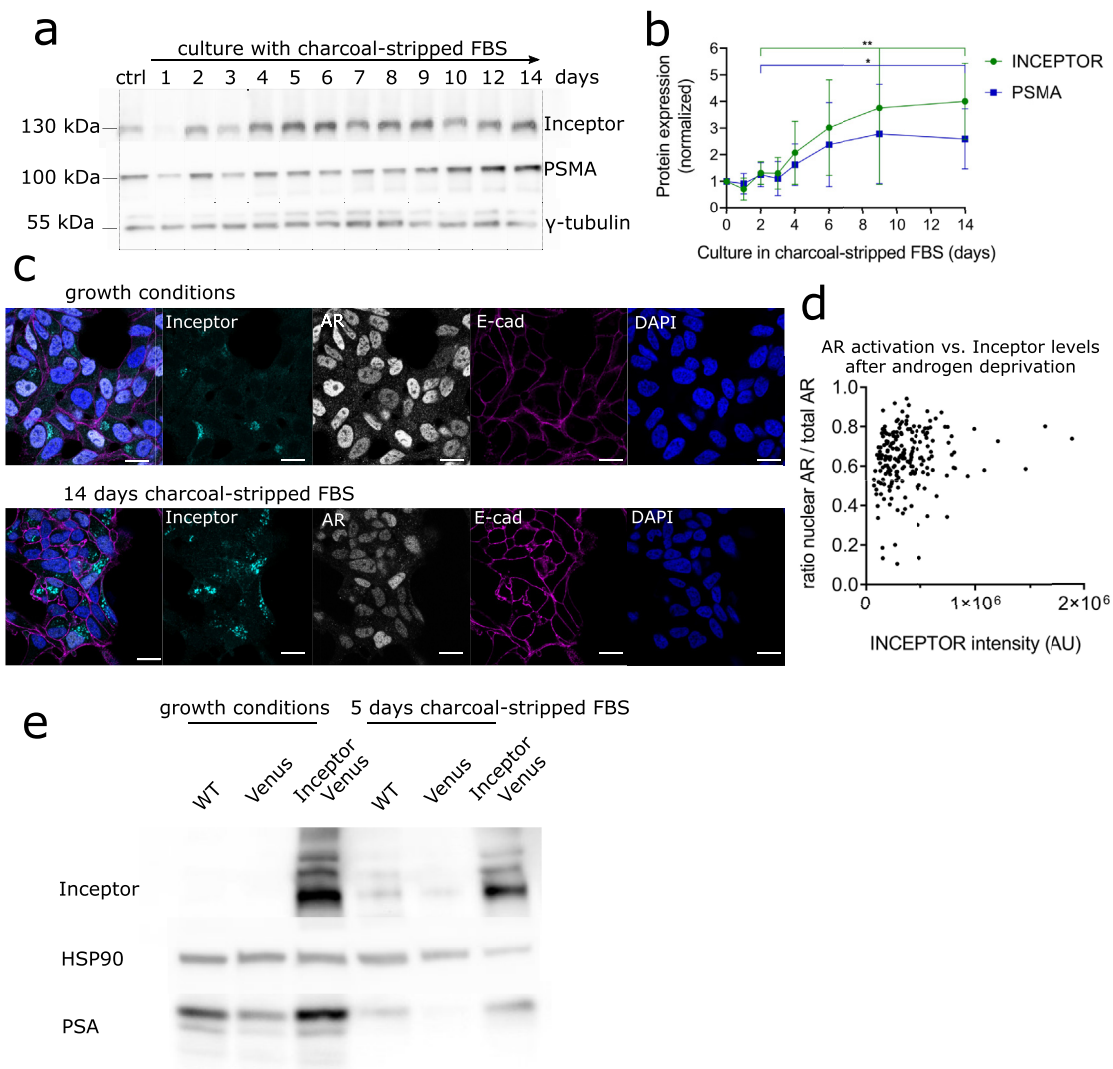 a
culture with charcoal-stripped FBS
ctrl 1 2 3 4 5 6 7 8 9 10 12 14 days
130 kDa
Inceptor
100 kDa
PSMA
55 kDa
γ-tubulin
b
Protein expression
(normalized)
6
5
4
3
2
1
0
0 2 4 6 8 10 12 14
**
*
INCEPTOR
PSMA
Culture in charcoal-stripped FBS (days)
c
growth conditions
Inceptor
AR
E-cad
DAPI
14 days charcoal-stripped FBS
Inceptor
AR
E-cad
DAPI
d
AR activation vs. Inceptor levels
after androgen deprivation
ratio nuclear AR / total AR
1.0
0.8
0.6
0.4
0.2
0.0
0 1×10⁶ 2×10⁶
INCEPTOR intensity (AU)
e
growth conditions 5 days charcoal-stripped FBS
WT
Venus
Inceptor
Venus
WT
Venus
Inceptor
Venus
Inceptor
HSP90
PSA